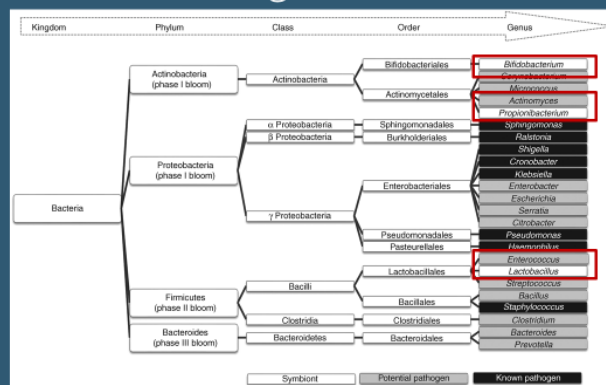 Kingdom Phylum Class Order Genus
Bacteria
Actinobacteria
(phase I bloom)
Proteobacteria
(phase I bloom)
Firmicutes
(phase II bloom)
Bacteroides
(phase III bloom)
Actinobacteria
α Proteobacteria
β Proteobacteria
γ Proteobacteria
Bacilli
Clostridia
Bacteroidetes
Bifidobacteriales
Actinomycetales
Sphingomonadales
Burkholderiales
Enterobacteriales
Pseudomonadales
Pasteurellales
Lactobacillales
Bacillales
Clostridiales
Bacteroidales
Bifidobacterium
Corynebacterium
Micrococcus
Actinomyces
Propionibacterium
Sphingomonas
Ralstonia
Shigella
Cronobacter
Klebsiella
Enterobacter
Escherichia
Serratia
Citrobacter
Pseudomonas
Haemophilus
Enterococcus
Lactobacillus
Streptococcus
Bacillus
Staphylococcus
Clostridium
Bacteroides
Prevotella
Symbiont Potential pathogen Known pathogen